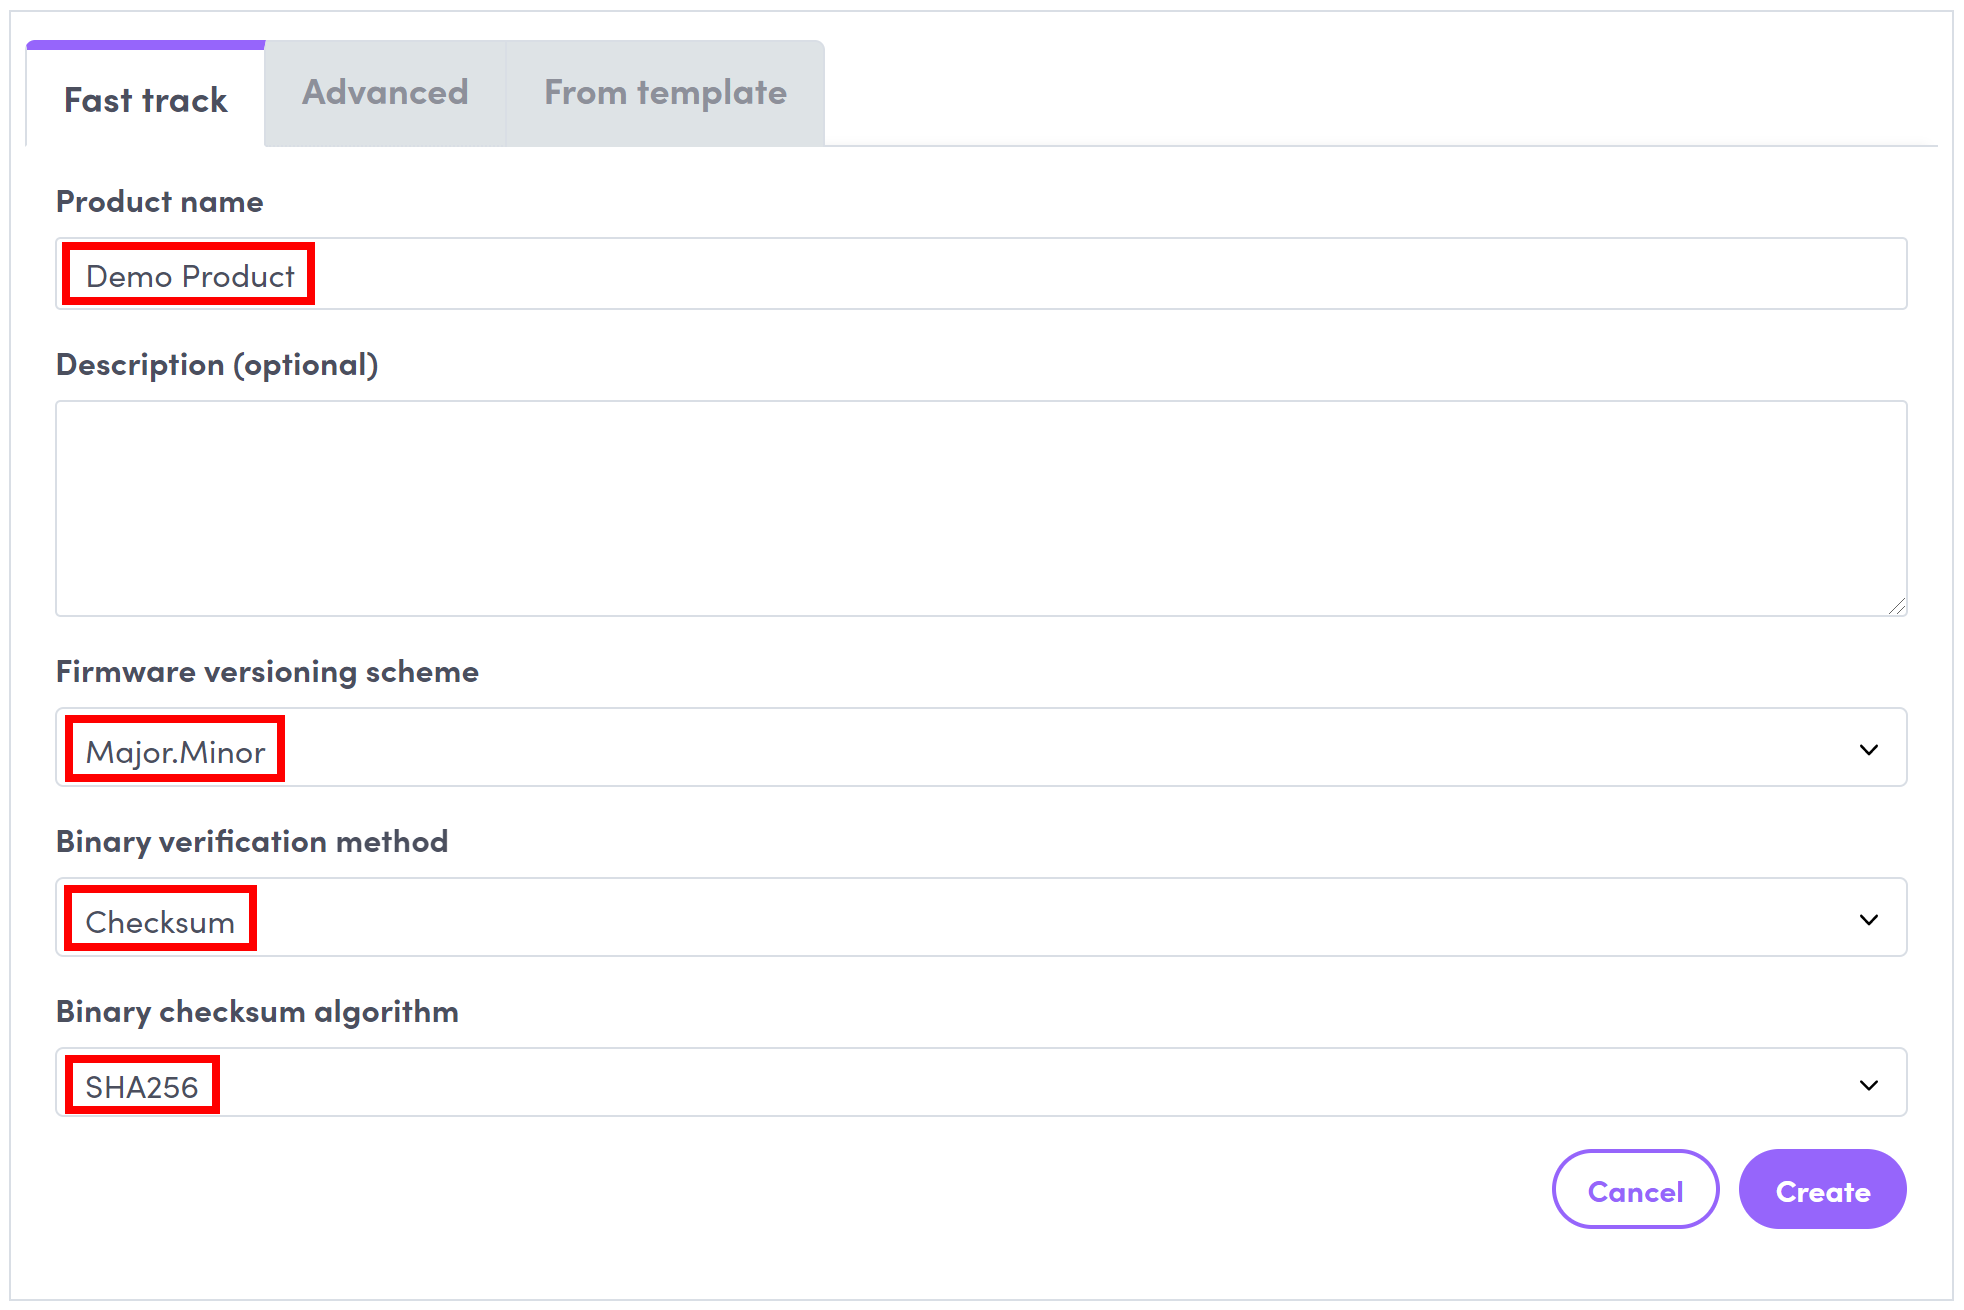 Fast track Advanced From template
Product name
Demo Product
Description (optional)
Firmware versioning scheme
Major.Minor
Binary verification method
Checksum
Binary checksum algorithm
SHA256
Cancel Create